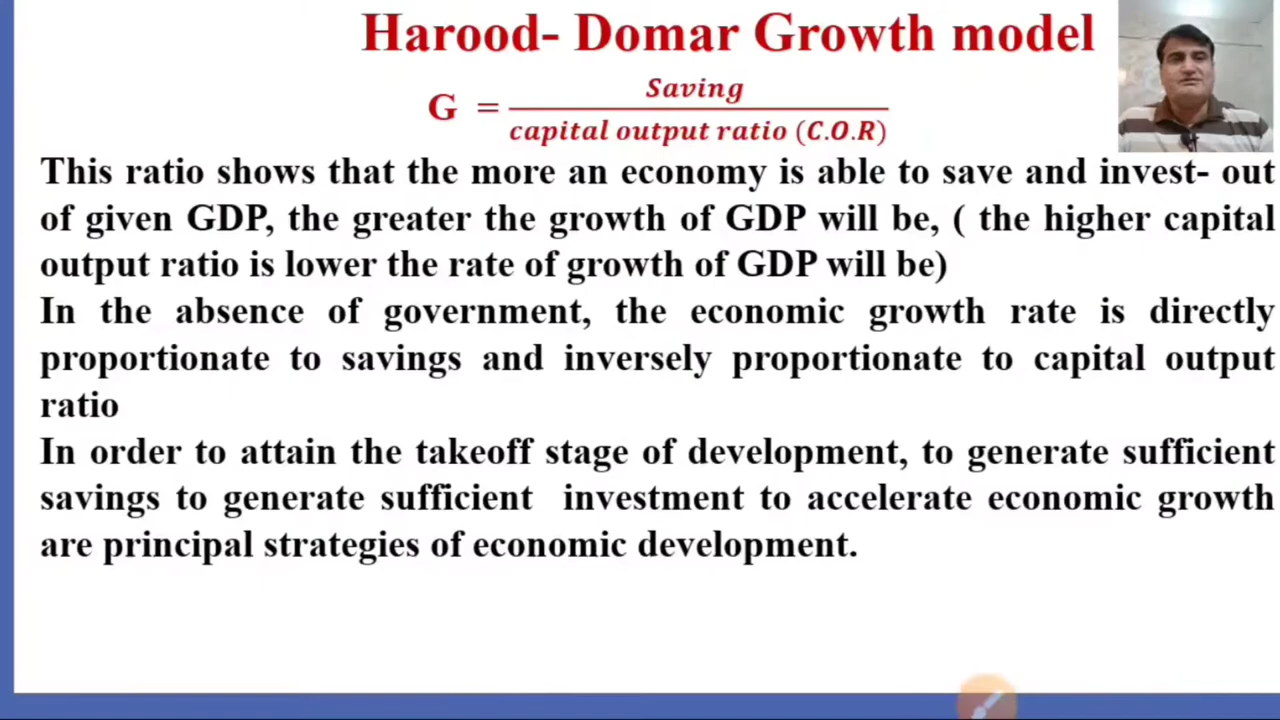 Harood- Domar Growth model
G = Saving / capital output ratio (C.O.R)
This ratio shows that the more an economy is able to save and invest- out
of given GDP, the greater the growth of GDP will be, ( the higher capital
output ratio is lower the rate of growth of GDP will be)
In the absence of government, the economic growth rate is directly
proportionate to savings and inversely proportionate to capital output
ratio
In order to attain the takeoff stage of development, to generate sufficient
savings to generate sufficient investment to accelerate economic growth
are principal strategies of economic development.